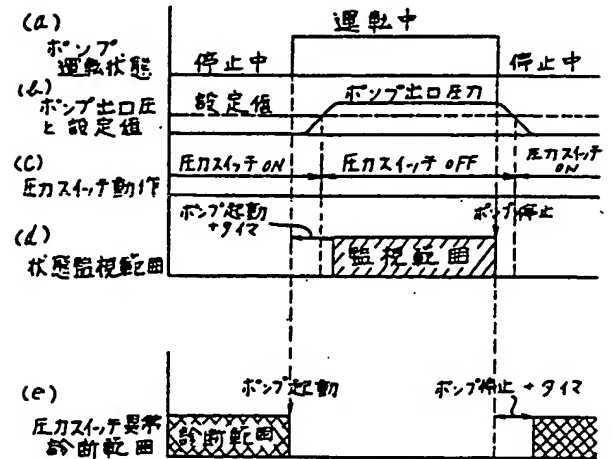 (a)
ポンプ
運転状態
停止中
運転中
停止中
(b)
ポンプ出口圧
と設定値
設定値
ポンプ出口圧力
(c)
圧力スイッチ動作
圧力スイッチON
圧力スイッチOFF
圧力スイッチ
ON
(d)
状態監視範囲
ポンプ起動
+タイマ
監視範囲
ポンプ停止
(e)
圧力スイッチ異常
診断範囲
診断範囲
ポンプ起動
ポンプ停止+タイマ